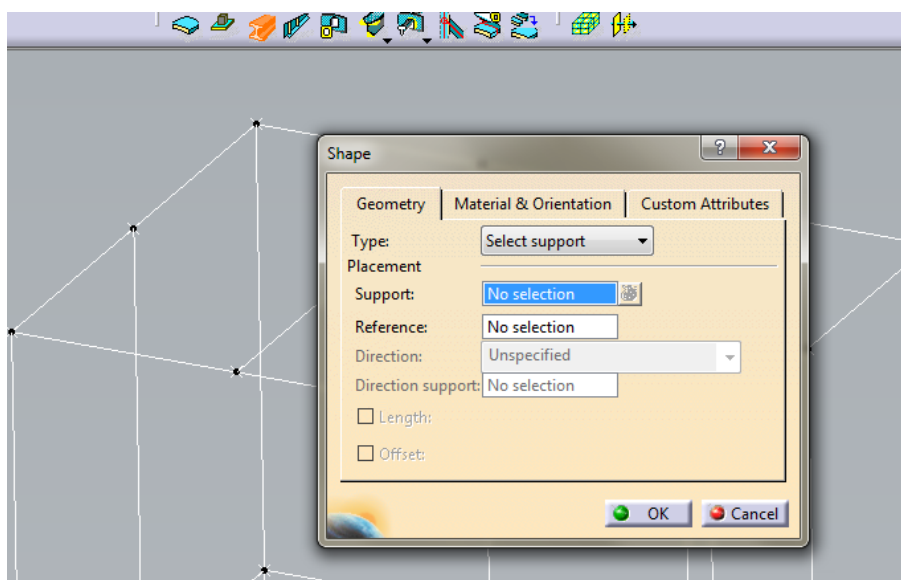 Shape
Geometry Material & Orientation Custom Attributes
Type: Select support
Placement
Support: No selection
Reference: No selection
Direction: Unspecified
Direction support: No selection
Length:
Offset:
OK Cancel